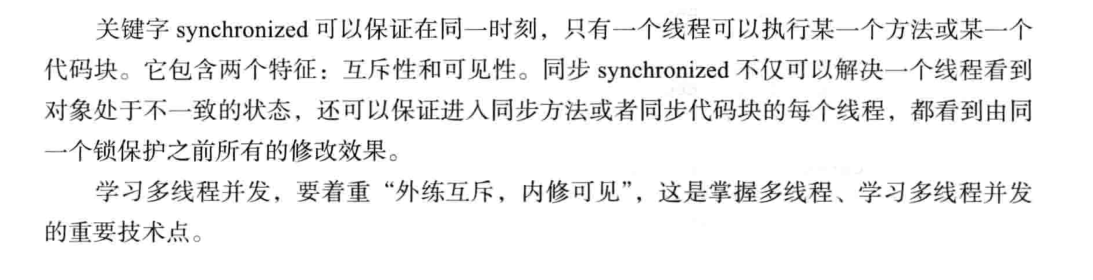 关键字 synchronized 可以保证在同一时刻，只有一个线程可以执行某一个方法或某一个
代码块。它包含两个特征：互斥性和可见性。同步 synchronized 不仅可以解决一个线程看到
对象处于不一致的状态，还可以保证进入同步方法或者同步代码块的每个线程，都看到由同
一个锁保护之前所有的修改效果。
学习多线程并发，要着重“外练互斥，内修可见”，这是掌握多线程、学习多线程并发
的重要技术点。